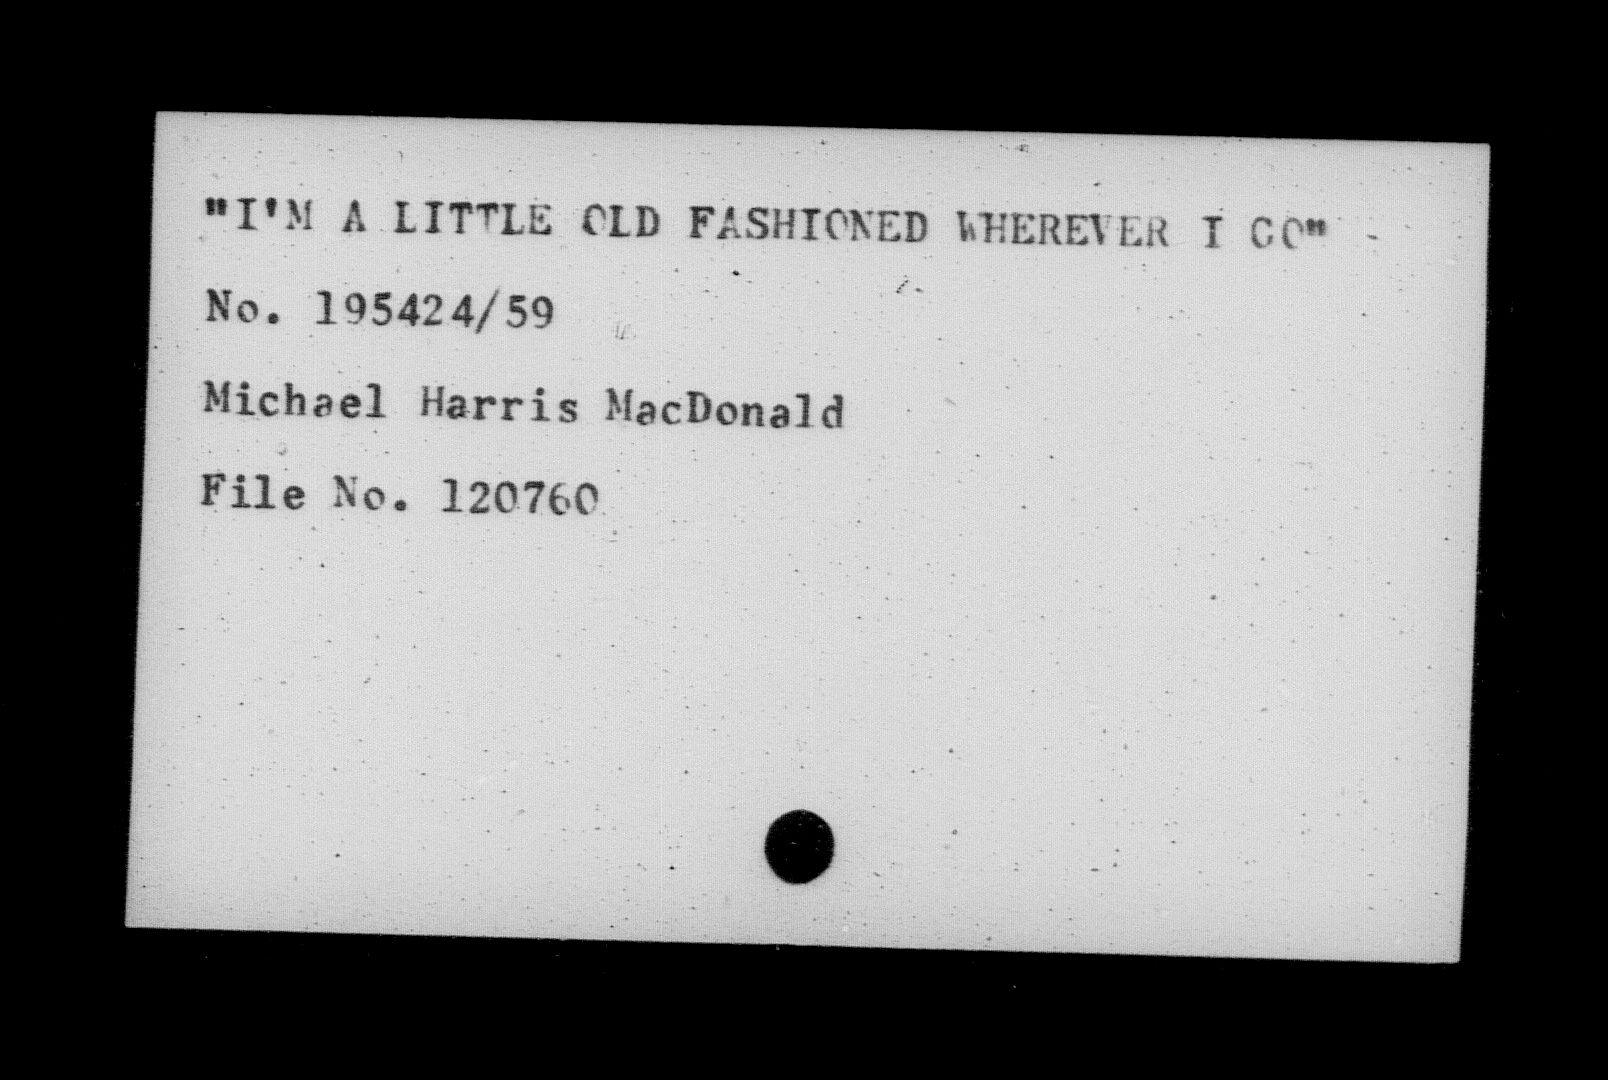 "I'M A LITTLE OLD FASHIONED WHEREVER I GO" -
No. 195424/59
Michael Harris MacDonald
File No. 120760